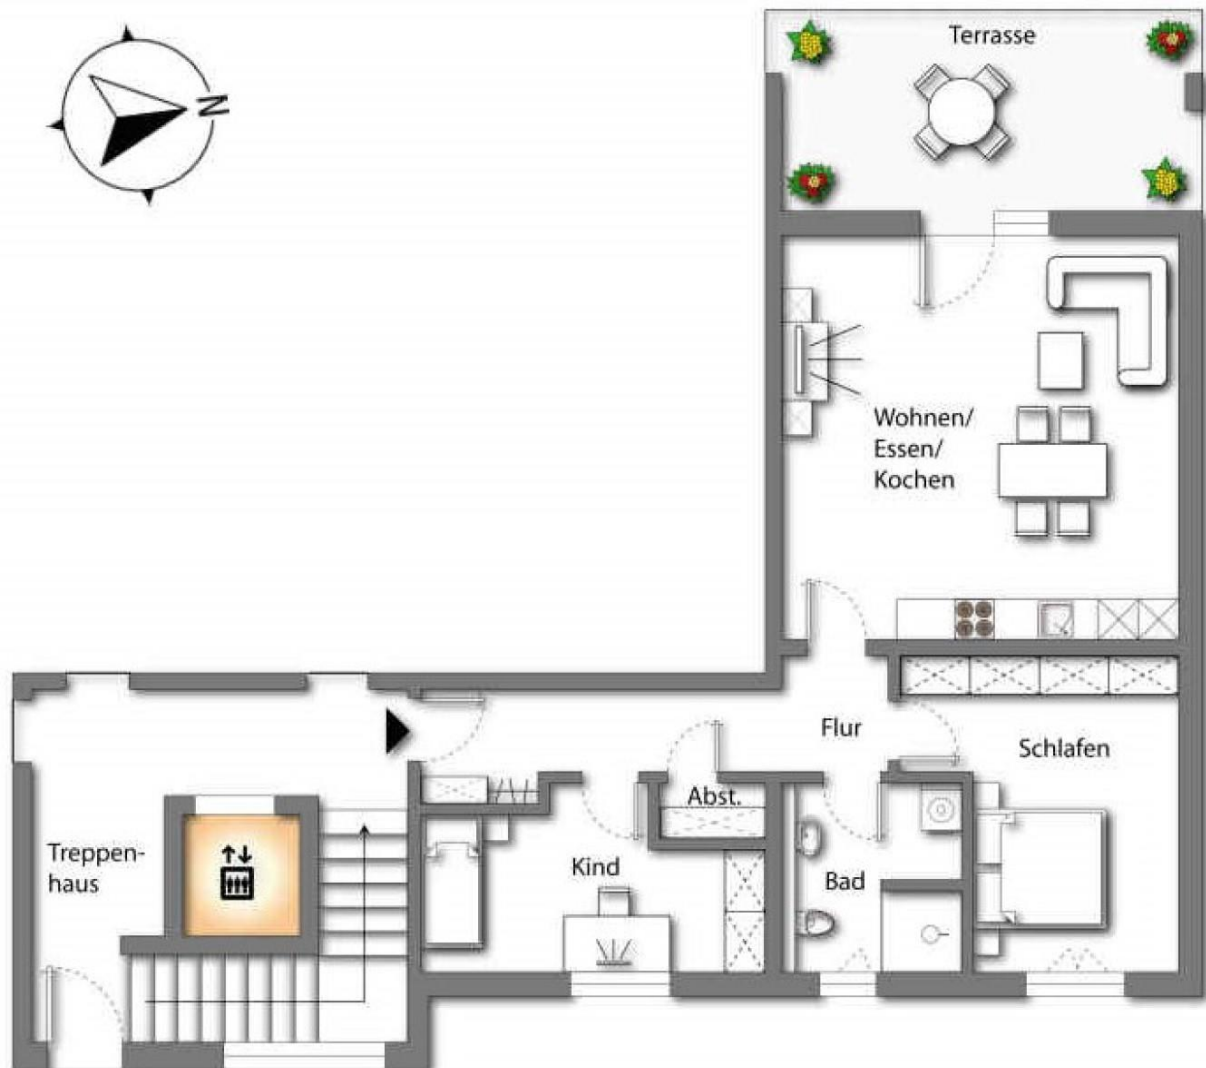 N
Terrasse
Wohnen/
Essen/
Kochen
Flur
Schlafen
Abst.
Treppen-
haus
Kind
Bad